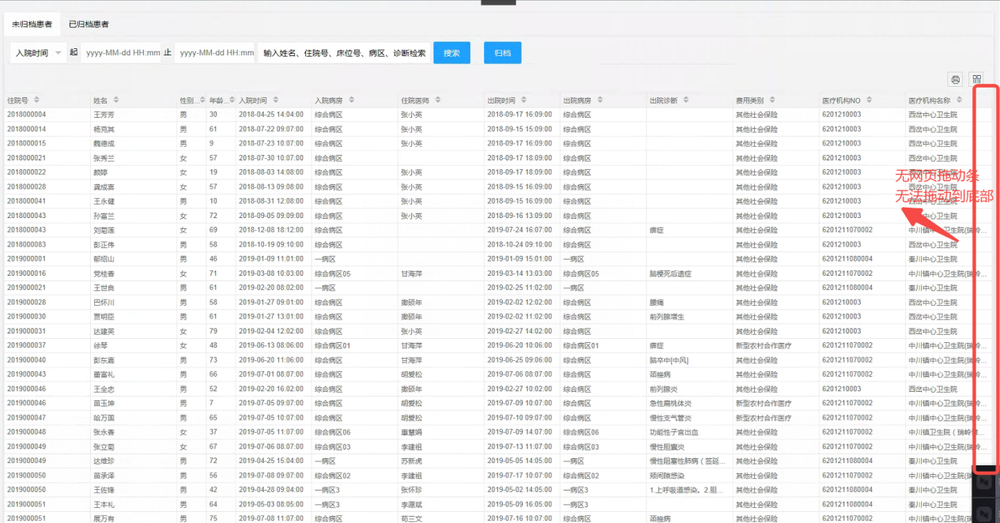 未归档患者 已归档患者
入院时间 起 yyyy-MM-dd HH:mm 止 yyyy-MM-dd HH:mm 输入姓名、住院号、床位号、病区、诊断检索 搜索 归档
住院号 姓名 性别... 年龄... 入院时间 入院病房 住院医师 出院时间 出院病房 出院诊断 费用类别 医疗机构NO 医疗机构名称
2018000004 王芳芳 男 30 2018-04-25 14:04:00 综合病区 张小英 2018-09-17 16:09:00 综合病区 其他社会保险 6201210003 西岔中心卫生院
2018000014 杨克其 男 61 2018-07-22 09:07:00 综合病区 张小英 2018-09-15 15:09:00 综合病区 其他社会保险 6201210003 西岔中心卫生院
2018000015 魏德成 男 9 2018-07-23 10:07:00 综合病区 张小英 2018-09-17 16:09:00 综合病区 其他社会保险 6201210003 西岔中心卫生院
2018000021 张秀兰 女 57 2018-07-30 10:07:00 综合病区 2018-09-17 18:09:00 综合病区 其他社会保险 6201210003 西岔中心卫生院
2018000022 颜婷 女 19 2018-08-03 14:08:00 综合病区 张小英 2018-09-17 18:09:00 综合病区 其他社会保险 6201210003 西岔中心卫生院
无网页拖动条
2018000028 龚成喜 女 57 2018-08-13 09:08:00 综合病区 张小英 2018-09-15 16:09:00 综合病区 其他社会保险 6201210003 西岔中心卫生院
无法拖动到底部
2018000041 王永健 男 10 2018-08-31 12:08:00 综合病区 张小英 2018-09-15 16:09:00 综合病区 其他社会保险 6201210003 西岔中心卫生院
2018000043 孙富兰 女 72 2018-09-05 09:09:00 综合病区 张小英 2018-09-16 13:09:00 综合病区 其他社会保险 6201210003 中心卫生院
2018000043 刘菊莲 女 69 2018-12-08 18:12:00 综合病区 2019-07-24 16:07:00 综合病区 痹症 其他社会保险 6201211070002 中川镇中心卫生院(瑞岭...
2018000083 彭正伟 男 58 2018-10-19 09:10:00 综合病区 2018-10-24 09:10:00 综合病区 其他社会保险 6201210003 西岔中心卫生院
2019000001 郁绍山 男 46 2019-01-09 11:01:00 一病区 2019-01-09 15:01:00 一病区 其他社会保险 6201211080004 秦川中心卫生院
2019000016 党桂香 女 71 2019-03-08 10:03:00 综合病区05 甘海萍 2019-03-14 13:03:00 综合病区05 脑梗死后遗症 其他社会保险 6201211070002 中川镇中心卫生院(瑞岭...
2019000021 王世良 男 61 2019-02-20 08:02:00 一病区 2019-02-25 11:02:00 一病区 其他社会保险 6201211080004 秦川中心卫生院
2019000028 巴怀川 男 58 2019-01-27 09:01:00 综合病区 撒硕年 2019-02-02 12:02:00 综合病区 腰痛 其他社会保险 6201210003 西岔中心卫生院
2019000030 贾明臣 男 61 2019-01-27 13:01:00 综合病区 撒硕年 2019-02-02 11:02:00 综合病区 前列腺增生 其他社会保险 6201210003 西岔中心卫生院
2019000031 达建英 女 79 2019-02-04 12:02:00 综合病区 张小英 2019-02-27 14:02:00 综合病区 其他社会保险 6201210003 西岔中心卫生院
2019000037 徐琴 女 48 2019-06-13 08:06:00 综合病区01 甘海萍 2019-06-20 10:06:00 综合病区01 痹症 新型农村合作医疗 6201211070002 中川镇中心卫生院(瑞岭...
2019000040 彭东嘉 男 73 2019-06-20 11:06:00 综合病区 甘海萍 2019-06-25 09:06:00 综合病区 脑卒中[中风] 其他社会保险 6201211070002 中川镇中心卫生院(瑞岭...
2019000043 董富礼 男 66 2019-07-01 08:07:00 综合病区 胡爱松 2019-07-06 08:07:00 综合病区 颈椎病 其他社会保险 6201211070002 中川镇中心卫生院(瑞岭...
2019000046 王全忠 男 52 2019-02-20 16:02:00 综合病区 撒硕年 2019-02-27 10:02:00 综合病区 前列腺炎 其他社会保险 6201210003 西岔中心卫生院
2019000046 苗玉坤 男 7 2019-07-05 09:07:00 综合病区 胡爱松 2019-07-09 10:07:00 综合病区 急性扁桃体炎 新型农村合作医疗 6201211070002 中川镇中心卫生院(瑞岭...
2019000047 哈万国 男 65 2019-07-05 10:07:00 综合病区 胡爱松 2019-07-10 09:07:00 综合病区 慢性支气管炎 新型农村合作医疗 6201211070002 中川镇中心卫生院(瑞岭...
2019000048 张永香 女 37 2019-07-05 11:07:00 综合病区06 慧娟 2019-07-09 14:07:00 综合病区06 功能性子宫出血 其他社会保险 6201211070002 中川镇卫生院（瑞岭...
2019000049 张立菊 女 67 2019-07-06 08:07:00 综合病区03 李建祖 2019-07-13 11:07:00 综合病区03 慢性胆囊炎 其他社会保险 6201211070002 中川镇中心卫生院(瑞岭...
2019000049 达维珍 男 72 2019-04-25 15:04:00 一病区 苏新虎 2019-05-05 14:05:00 一病区 慢性阻塞性肺病（签延... 其他社会保险 6201211080004 秦川中心卫生院
2019000050 苗承泽 男 56 2019-07-08 09:07:00 综合病区02 李建祖 2019-07-17 10:07:00 综合病区02 颊间隙感染 其他社会保险 6201211070002 中川镇中心卫生院(瑞
2019000050 王佐锋 男 42 2019-04-28 09:04:00 一病区3 张怀珍 2019-05-02 14:05:00 一病区3 1.上呼吸道感染。2.胆... 其他社会保险 6201211080004 秦川中心卫生院
2019000051 王本礼 男 64 2019-05-03 08:05:00 一病区3 李愿斌 2019-05-09 16:05:00 一病区3 其他社会保险 6201211080004 秦川中心卫生院
2019000051 展万有 男 75 2019-07-08 11:07:00 综合病区 苟三文 2019-07-16 10:07:00 综合病区 颈椎病 其他社会保险 6201211070002 中川镇中心卫生院(瑞